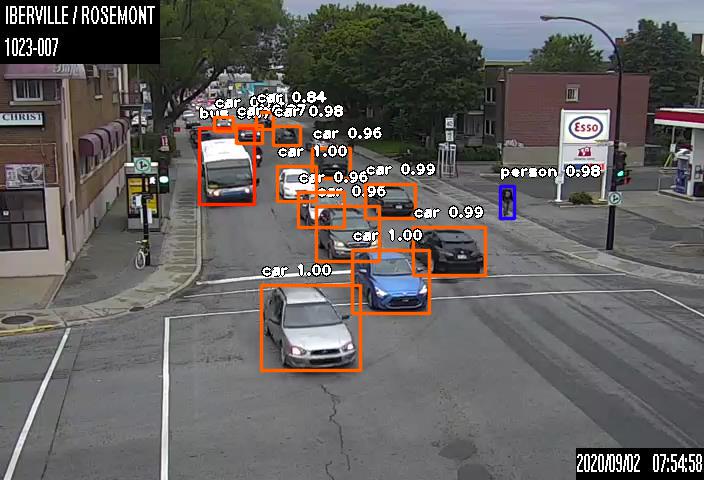 IBERVILLE / ROSEMONT
1023-007
car 0.84
car 0.98
bus
car
car 0.96
CHRIST
car 1.00
Esso
car 0.99
car 0.96
person 0.98
car 0.96
car 0.99
car 1.00
car 1.00
2020/09/02 07:54:58